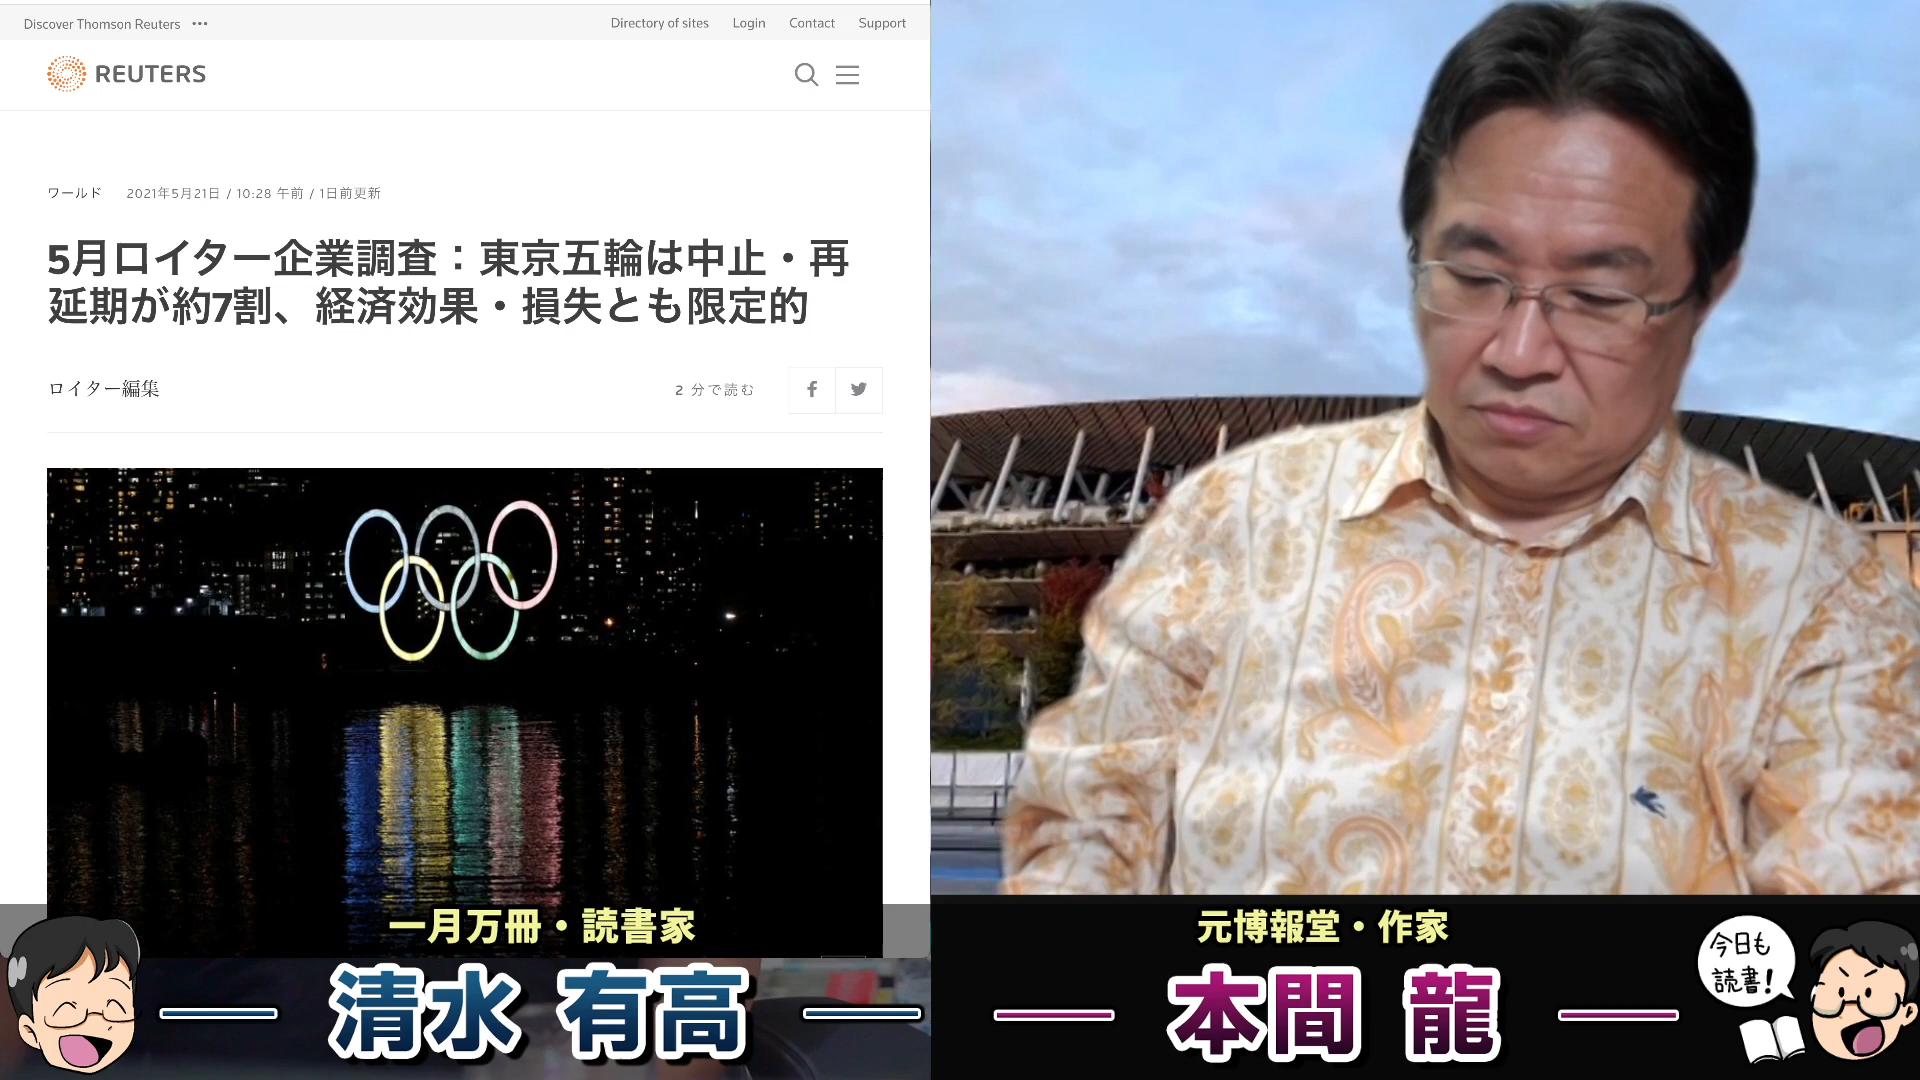 Discover Thomson Reuters •••
Directory of sites Login Contact Support
REUTERS
ワールド 2021年5月21日 / 10:28 午前 / 1日前更新
5月ロイター企業調査：東京五輪は中止・再
延期が約7割、経済効果・損失とも限定的
ロイター編集
2 分で読む
一月万冊・読書家
清水 有高
元博報堂・作家
本間 龍
今日も
読書!